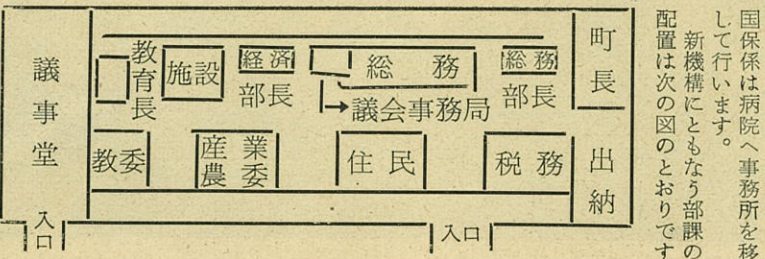 国保係は病院へ事務所を移
して行います。
新機構にともなう部課の
配置は次の図のとおりです
町長
総務
部長
総務
議会事務局
経済
部長
施設
教育長
議事堂
出納
税務
住民
産業
農委
教委
入口
入口